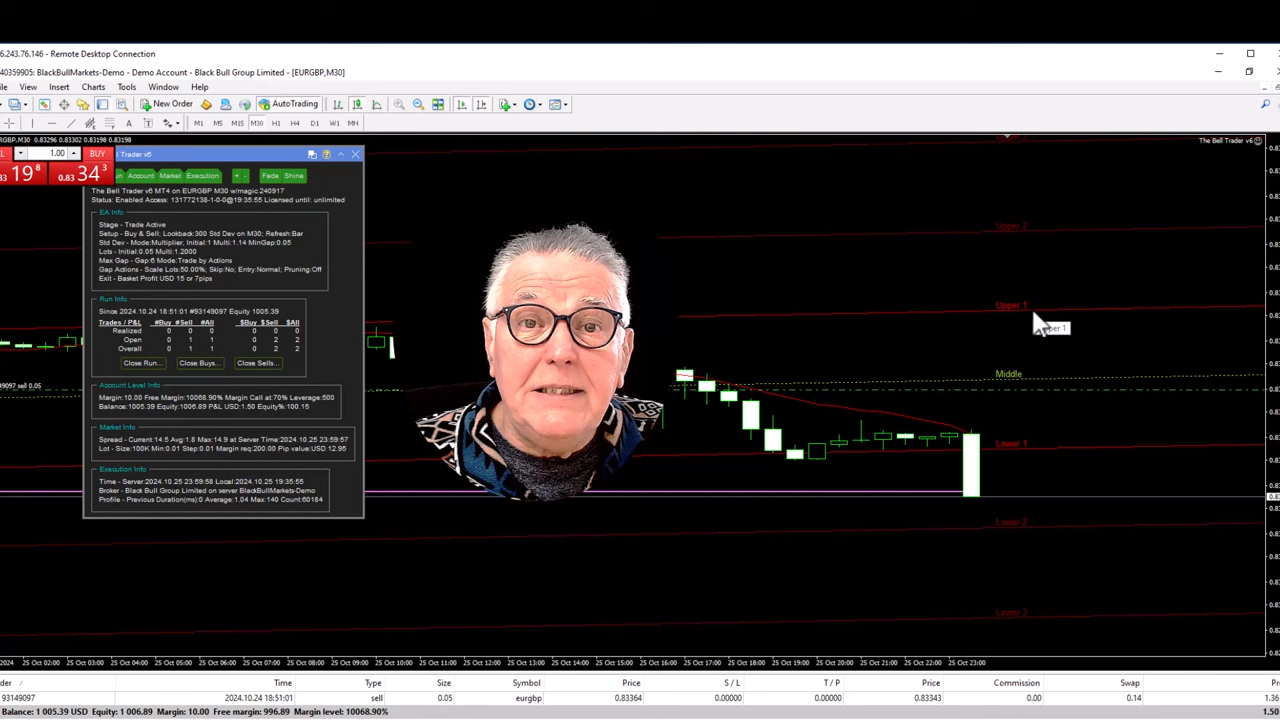 6.243.76.146 - Remote Desktop Connection
40359905: BlackBullMarkets-Demo - Demo Account - Black Bull Group Limited - [EURGBP,M30]
View Insert Charts Tools Window Help
New Order AutoTrading
M1 M5 M15 M30 H1 H4 D1 W1 MN
0.83296 0.83302 0.83198 0.83198
The Bell Trader v6
1.00 BUY
Trader v6
19 8 0.83 34 3
Account Market Execution + - Fade Shine
The Bell Trader v6 MT4 on EURGBP M30 w/magic 240917
Status: Enabled Access: 131772138-1-0-0@19:35:55 Licensed until: unlimited
EA Info
Stage - Trade Active
Setup - Buy & Sell; Lookback:300 Std Dev on M30; Refresh:Bar
Std Dev - Mode:Multiplier; Initial:1 Multi:1.14 MinGap:0.05
Lots - Initial:0.05 Multi:1.2000
Max Gap - Gap:6 Mode:Trade by Actions
Gap Actions - Scale Lots:50.00%; Skip:No; Entry:Normal; Pruning:Off
Exit - Basket Profit USD 15 or 7pips
Run Info
Since 2024.10.24 18:51:01 #93149097 Equity 1005.39
Trades / P&L #Buy #Sell #All $Buy $Sell $All
Realized 0 0 0 0 0 0
Open 0 1 1 0 2 2
Overall 0 1 1 0 2 2
Close Run... Close Buys... Close Sells...
Account Level Info
Margin:10.00 Free Margin:10068.90% Margin Call at:70% Leverage:500
Balance:1005.39 Equity:1006.89 P&L USD:1.50 Equity%:100.15
Market Info
Spread - Current:14.5 Avg:1.8 Max:14.9 at Server Time:2024.10.25 23:59:57
Lot - Size:100K Min:0.01 Step:0.01 Margin req:200.00 Pip value:USD 12.95
Execution Info
Time - Server:2024.10.25 23:59:58 Local:2024.10.25 19:35:55
Broker - Black Bull Group Limited on server BlackBullMarkets-Demo
Profile - Previous Duration(ms):0 Average:1.04 Max:140 Count:60184
Upper 2
Upper 1
Middle
Lower 1
Lower 2
Lower 3
2024 25 Oct 02:00 25 Oct 03:00 25 Oct 04:00 25 Oct 05:00 25 Oct 06:00 25 Oct 07:00 25 Oct 08:00 25 Oct 09:00 25 Oct 10:00 25 Oct 11:00 25 Oct 12:00 25 Oct 13:00 25 Oct 14:00 25 Oct 15:00 25 Oct 16:00 25 Oct 17:00 25 Oct 18:00 25 Oct 19:00 25 Oct 20:00 25 Oct 21:00 25 Oct 22:00 25 Oct 23:00
Time Type Size Symbol Price S / L T / P Price Commission Swap
93149097 2024.10.24 18:51:01 sell 0.05 eurgbp 0.83364 0.00000 0.00000 0.83343 0.00 0.14 1.36
Balance: 1 005.39 USD Equity: 1 006.89 Margin: 10.00 Free margin: 996.89 Margin level: 10068.90% 1.50